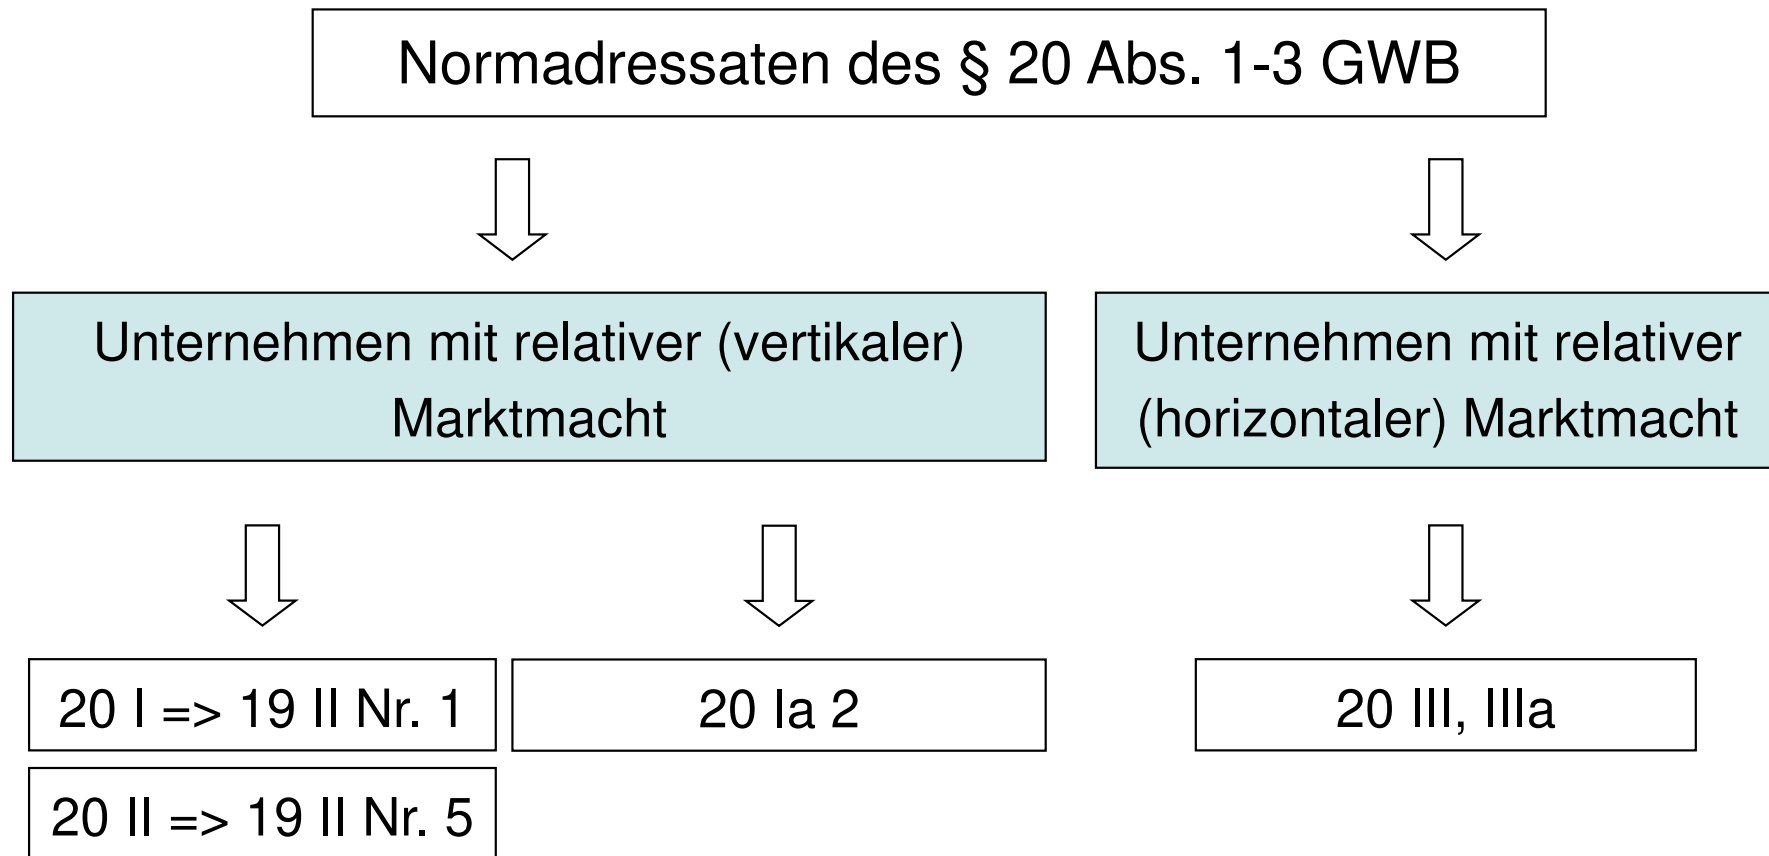 Normadressaten des § 20 Abs. 1-3 GWB
Unternehmen mit relativer (vertikaler)
Marktmacht
Unternehmen mit relativer
(horizontaler) Marktmacht
20 I => 19 II Nr. 1
20 Ia 2
20 III, IIIa
20 II => 19 II Nr. 5